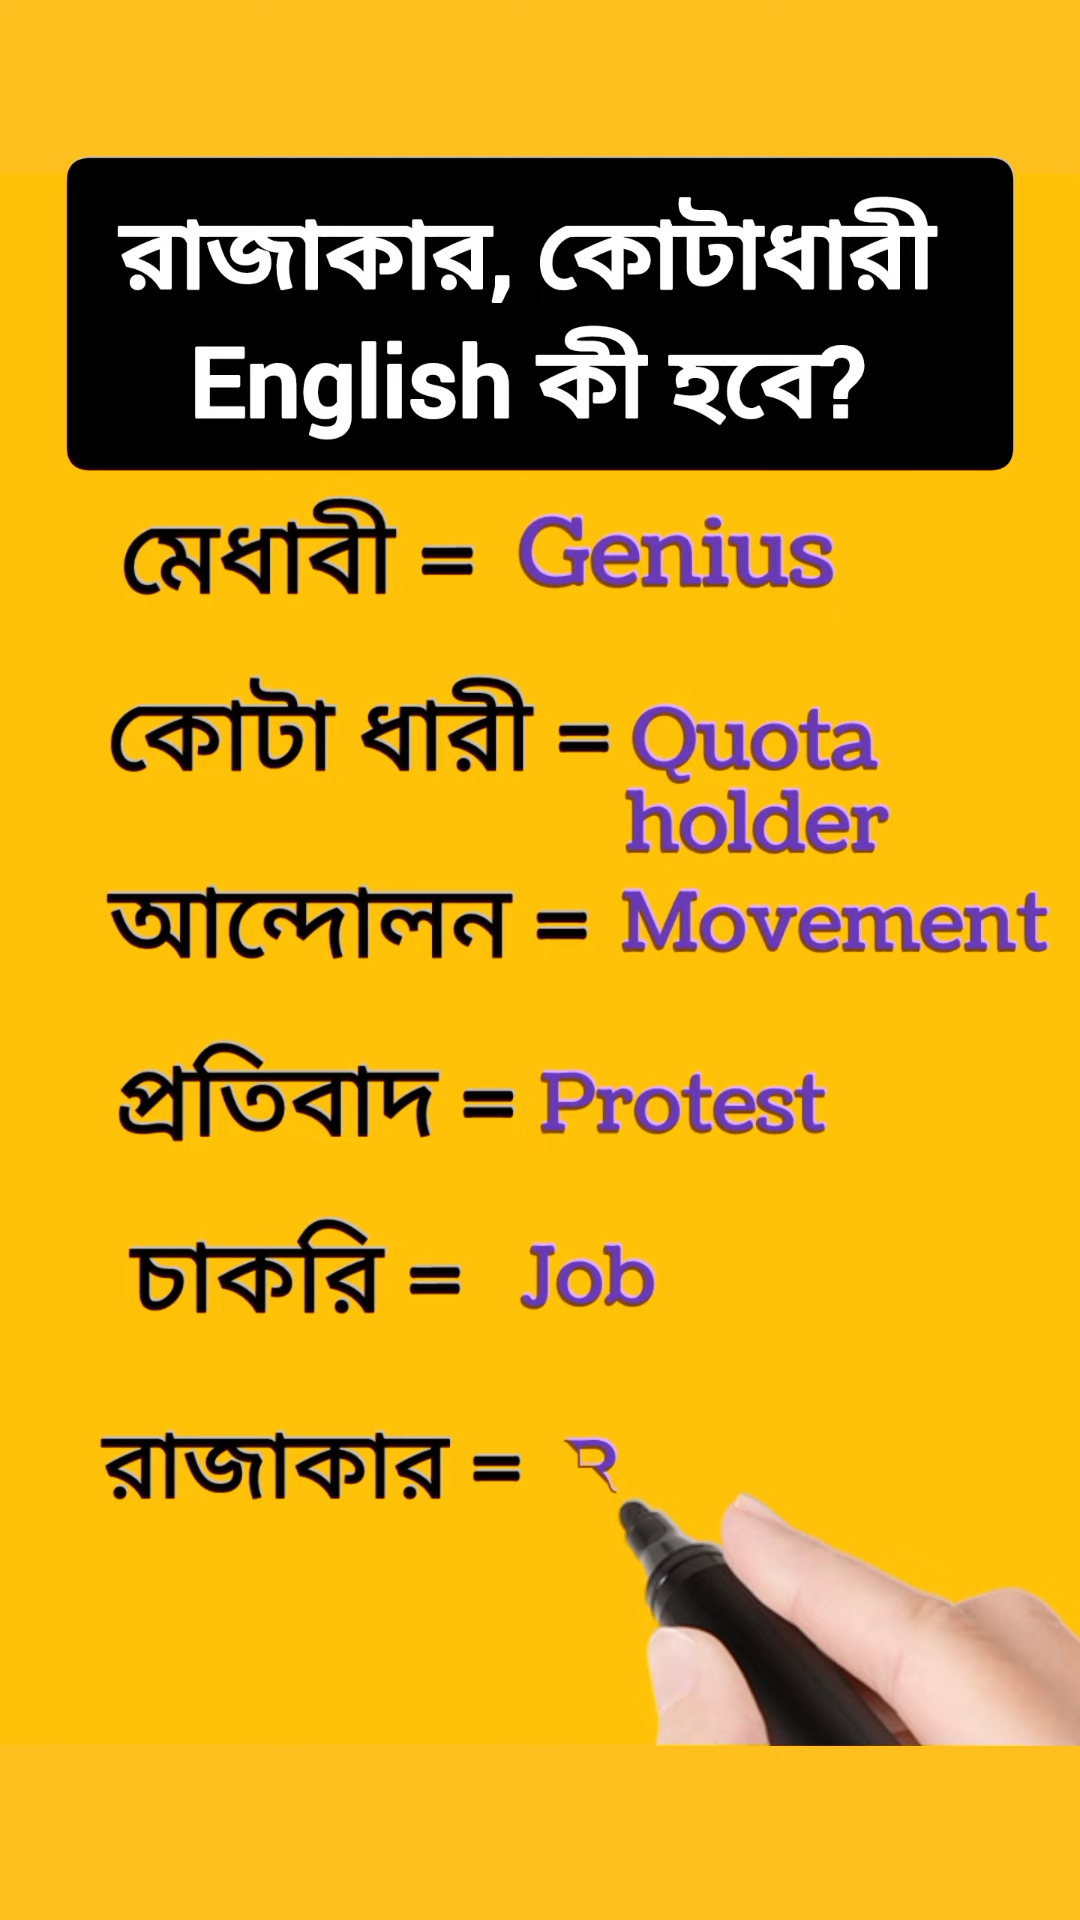 রাজাকার, কোটাধারী
English কী হবে?
মেধাবী = Genius
কোটা ধারী = Quota
holder
আন্দোলন = Movement
প্রতিবাদ = Protest
চাকরি = Job
রাজাকার =